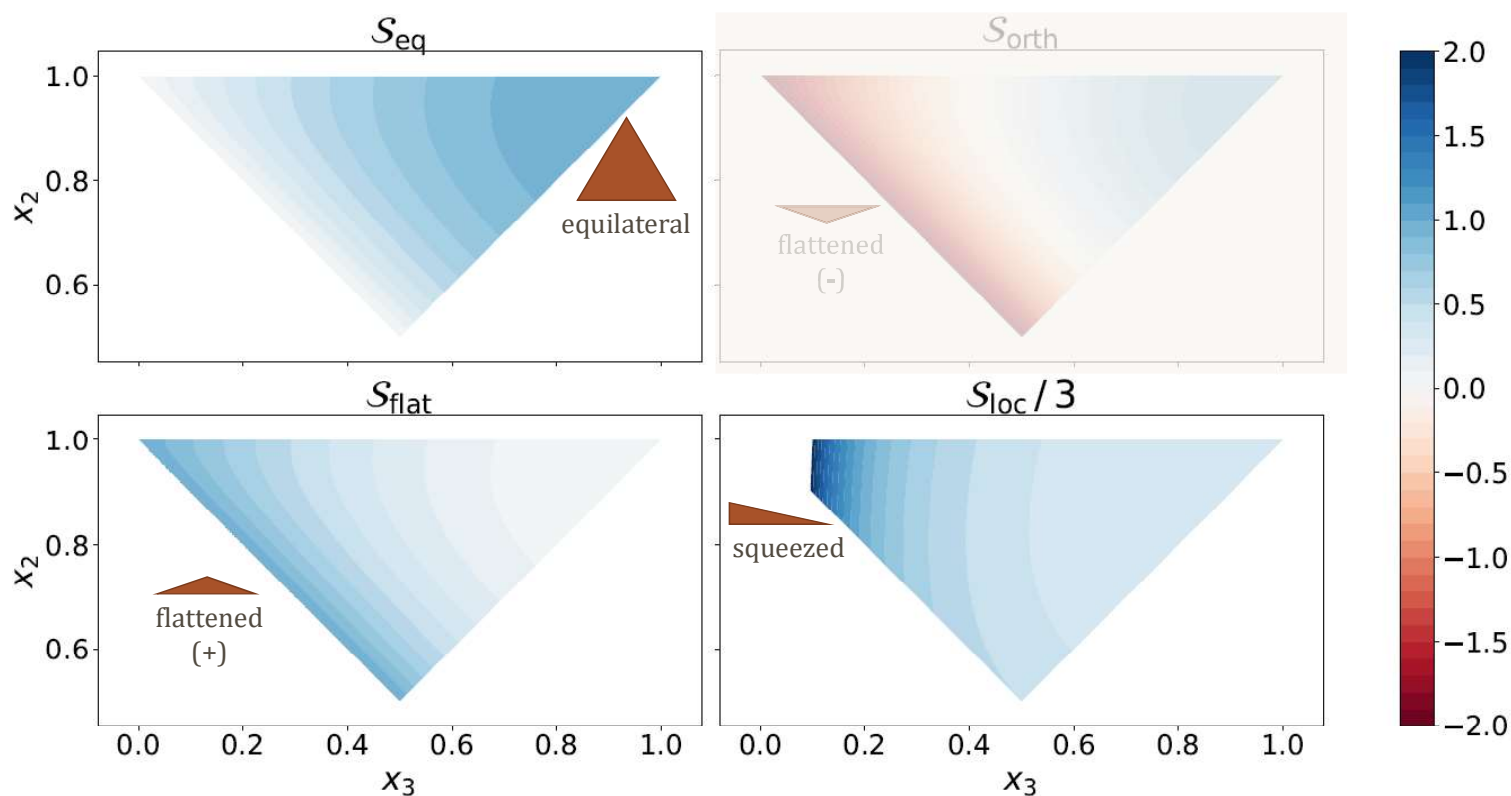 S_eq
S_orth
1.0
0.8
0.6
x_2
equilateral
flattened
(-)
2.0
1.5
1.0
0.5
0.0
−0.5
−1.0
−1.5
−2.0
S_flat
S_loc / 3
1.0
0.8
0.6
x_2
flattened
(+)
squeezed
0.0 0.2 0.4 0.6 0.8 1.0
0.0 0.2 0.4 0.6 0.8 1.0
x_3
x_3